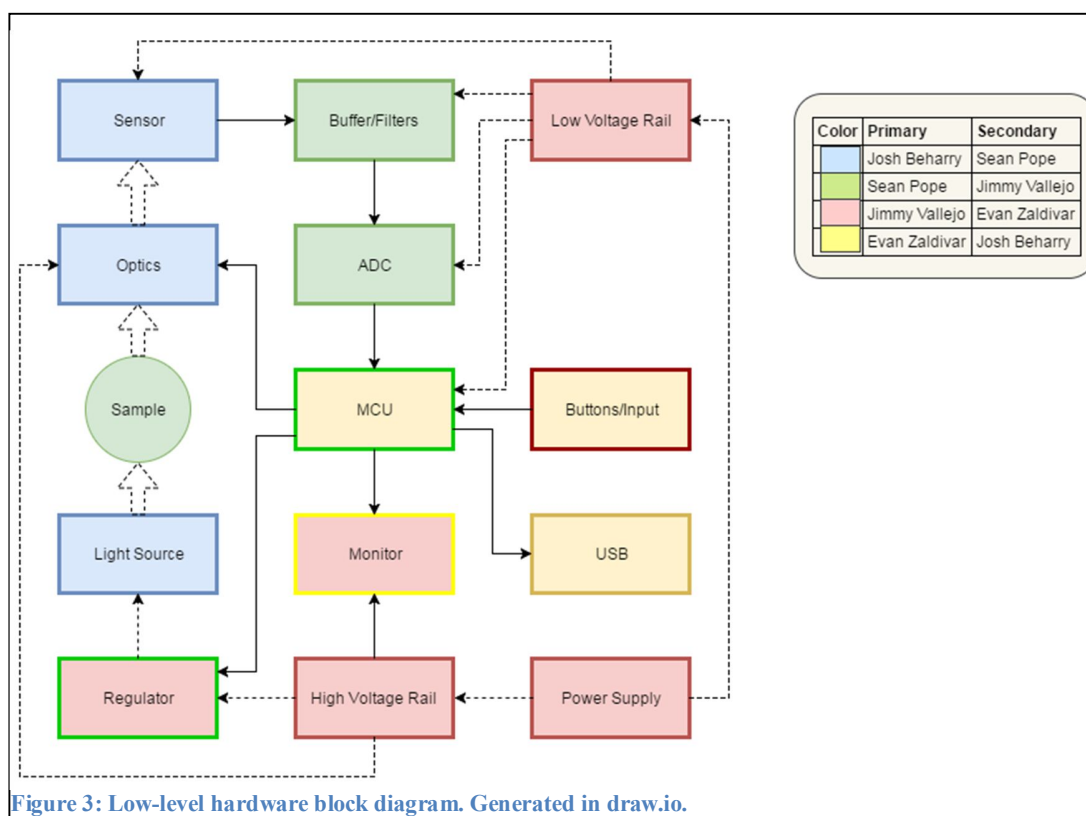 Sensor
Buffer/Filters
Low Voltage Rail
Color Primary Secondary
Josh Beharry Sean Pope
Sean Pope Jimmy Vallejo
Jimmy Vallejo Evan Zaldivar
Evan Zaldivar Josh Beharry
Optics
ADC
Sample
MCU
Buttons/Input
Light Source
Monitor
USB
Regulator
High Voltage Rail
Power Supply
Figure 3: Low-level hardware block diagram. Generated in draw.io.